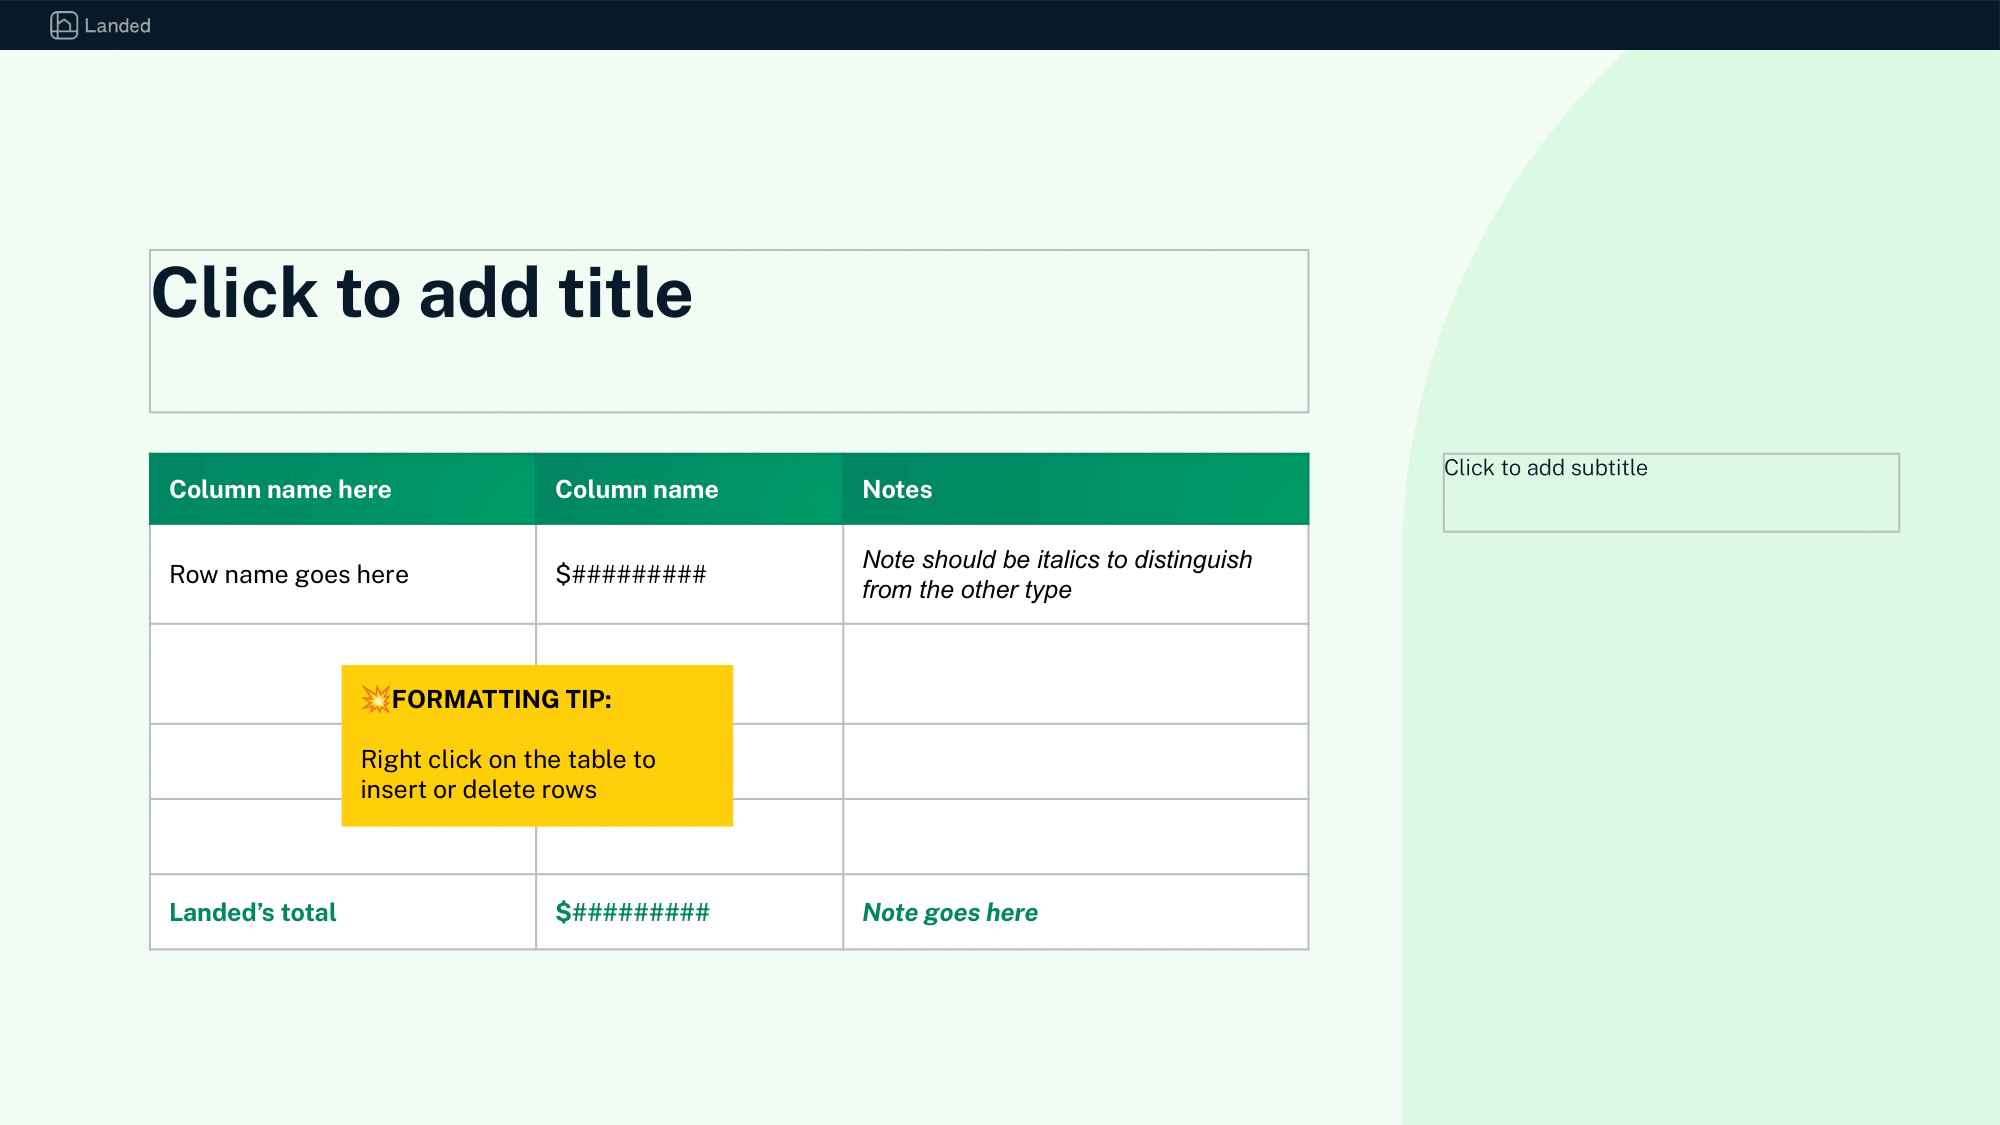 Landed
Click to add title
Column name here
Column name
Notes
Row name goes here
$#########
Note should be italics to distinguish
from the other type
💥FORMATTING TIP:
Right click on the table to
insert or delete rows
Landed’s total
$#########
Note goes here
Click to add subtitle